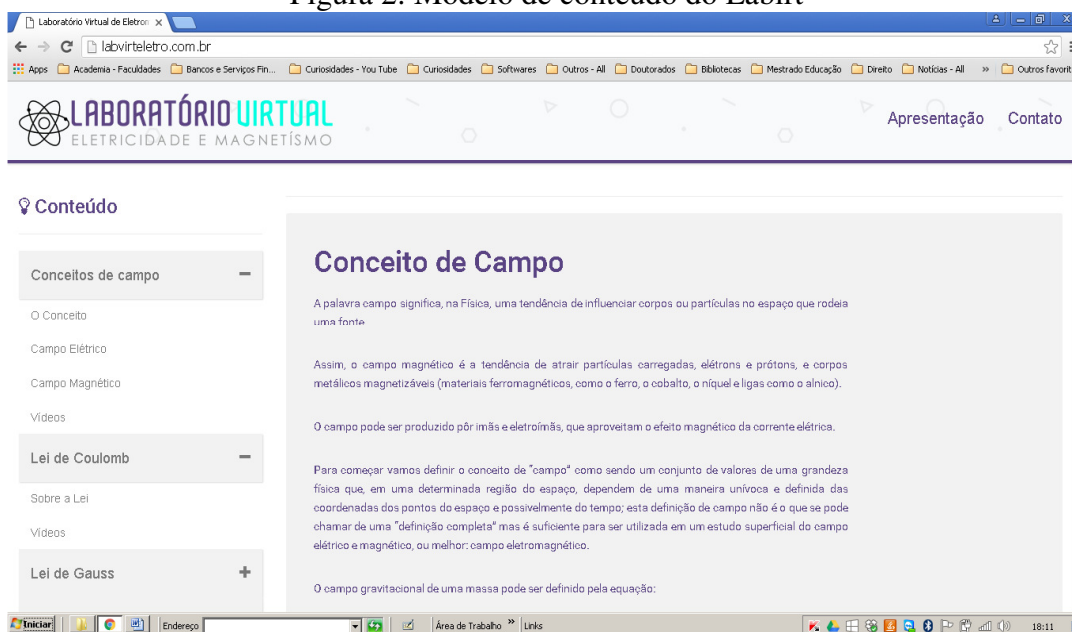 Figura 2: Modelo de conteúdo do Labirt
Laboratório Virtual de Eletron
labvirteletro.com.br
Apps Academia - Faculdades Bancos e Serviços Fin... Curiosidades - You Tube Curiosidades Softwares Outros - All Doutorados Bibliotecas Mestrado Educação Direito Notícias - All » Outros favorit
LABORATÓRIO VIRTUAL
ELETRICIDADE E MAGNETÍSMO
Apresentação Contato
Conteúdo
Conceitos de campo
O Conceito
Campo Elétrico
Campo Magnético
Vídeos
Lei de Coulomb
Sobre a Lei
Vídeos
Lei de Gauss
Conceito de Campo
A palavra campo significa, na Física, uma tendência de influenciar corpos ou partículas no espaço que rodeia
uma fonte
Assim, o campo magnético é a tendência de atrair partículas carregadas, elétrons e prótons, e corpos
metálicos magnetizáveis (materiais ferromagnéticos, como o ferro, o cobalto, o níquel e ligas como o alnico).
O campo pode ser produzido pôr imãs e eletroímãs, que aproveitam o efeito magnético da corrente elétrica.
Para começar vamos definir o conceito de "campo" como sendo um conjunto de valores de uma grandeza
física que, em uma determinada região do espaço, dependem de uma maneira unívoca e definida das
coordenadas dos pontos do espaço e possivelmente do tempo; esta definição de campo não é o que se pode
chamar de uma "definição completa" mas é suficiente para ser utilizada em um estudo superficial do campo
elétrico e magnético, ou melhor: campo eletromagnético.
O campo gravitacional de uma massa pode ser definido pela equação:
Iniciar Endereço Área de Trabalho » Links 18:11